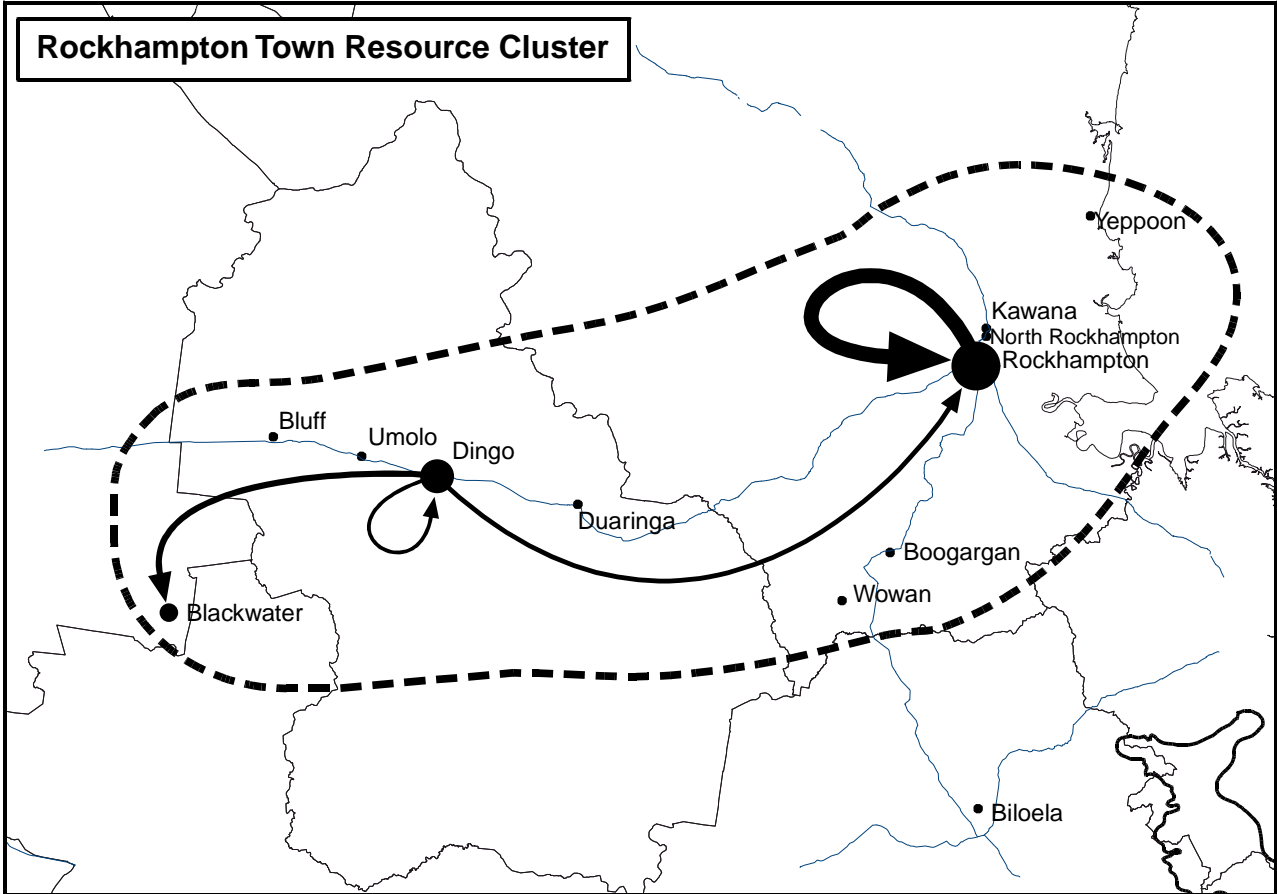 Rockhampton Town Resource Cluster
Yeppoon
Kawana
North Rockhampton
Rockhampton
Bluff
Umolo
Dingo
Duaringa
Boogargan
Wowan
Blackwater
Biloela